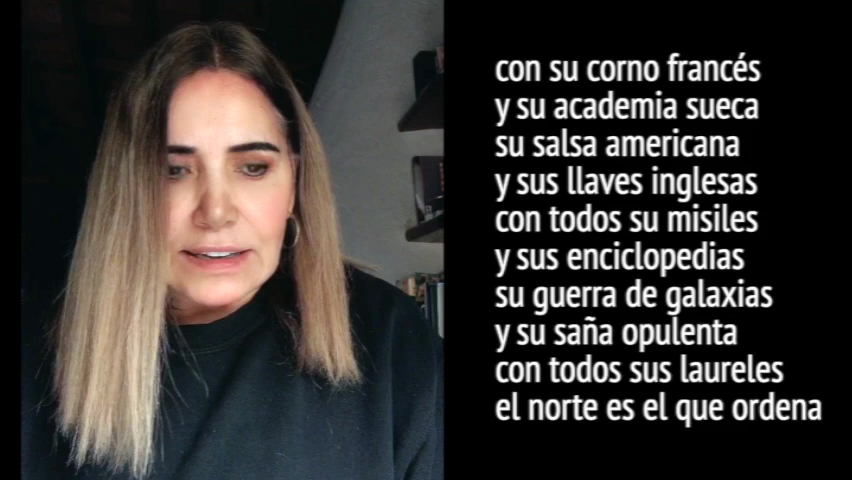 con su corno francés
y su academia sueca
su salsa americana
y sus llaves inglesas
con todos su misiles
y sus enciclopedias
su guerra de galaxias
y su saña opulenta
con todos sus laureles
el norte es el que ordena